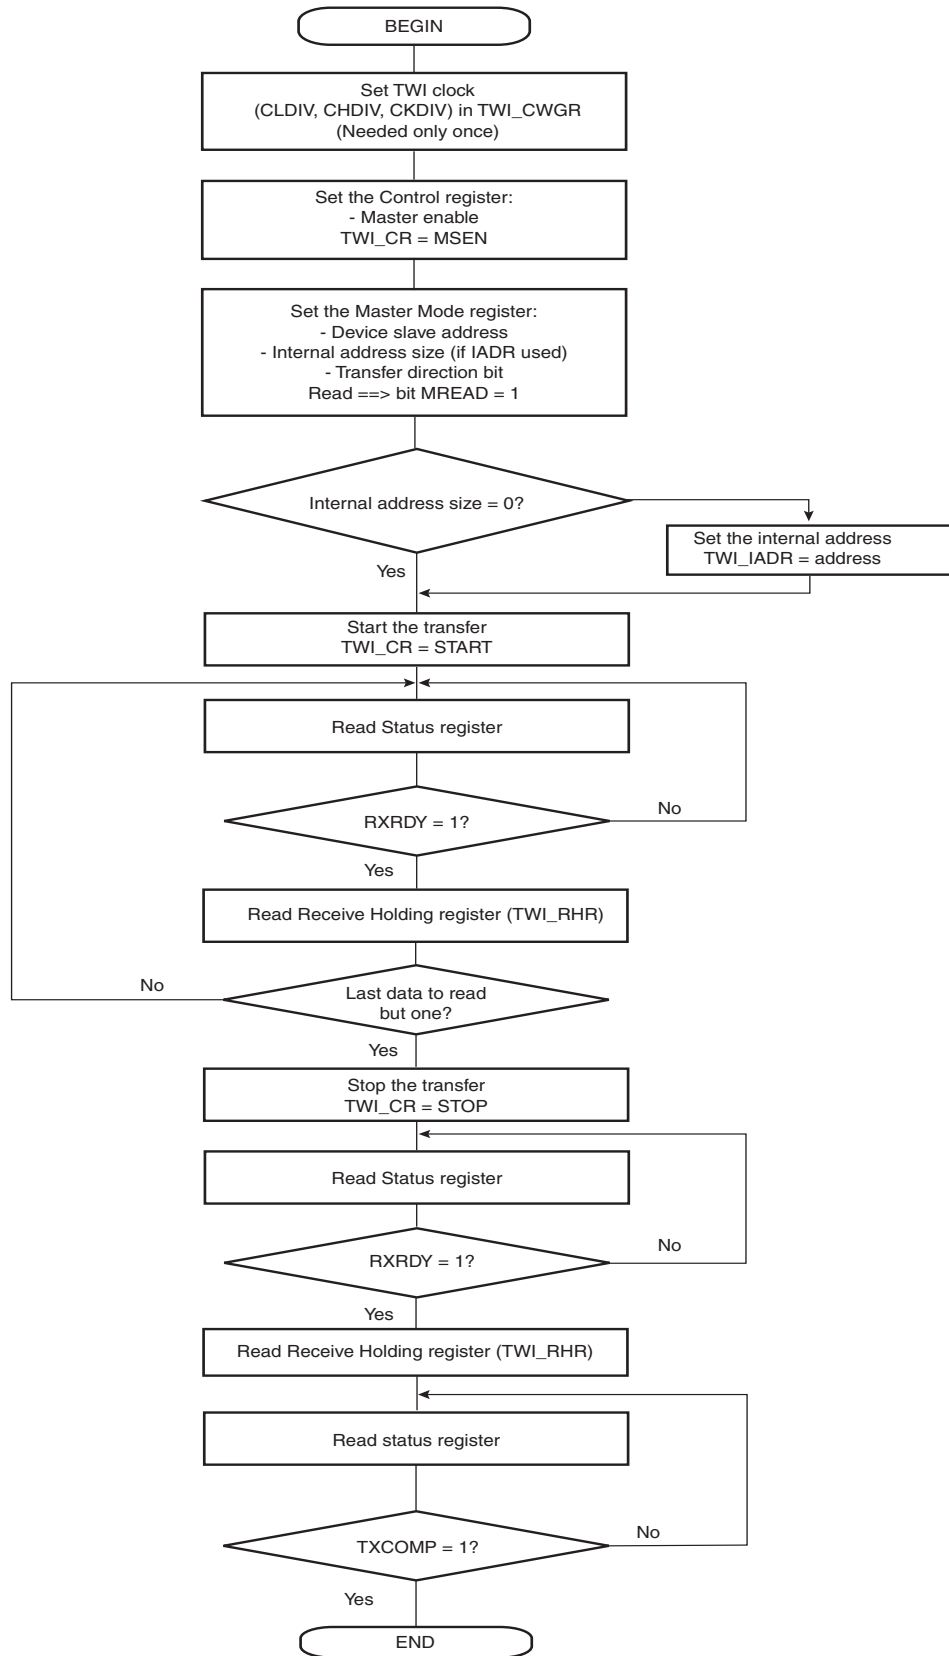 BEGIN
Set TWI clock
(CLDIV, CHDIV, CKDIV) in TWI_CWGR
(Needed only once)
Set the Control register:
- Master enable
TWI_CR = MSEN
Set the Master Mode register:
- Device slave address
- Internal address size (if IADR used)
- Transfer direction bit
Read ==> bit MREAD = 1
Internal address size = 0?
Set the internal address
TWI_IADR = address
Yes
Start the transfer
TWI_CR = START
Read Status register
RXRDY = 1?
No
Yes
Read Receive Holding register (TWI_RHR)
No
Last data to read
but one?
Yes
Stop the transfer
TWI_CR = STOP
Read Status register
RXRDY = 1?
No
Yes
Read Receive Holding register (TWI_RHR)
Read status register
TXCOMP = 1?
No
Yes
END